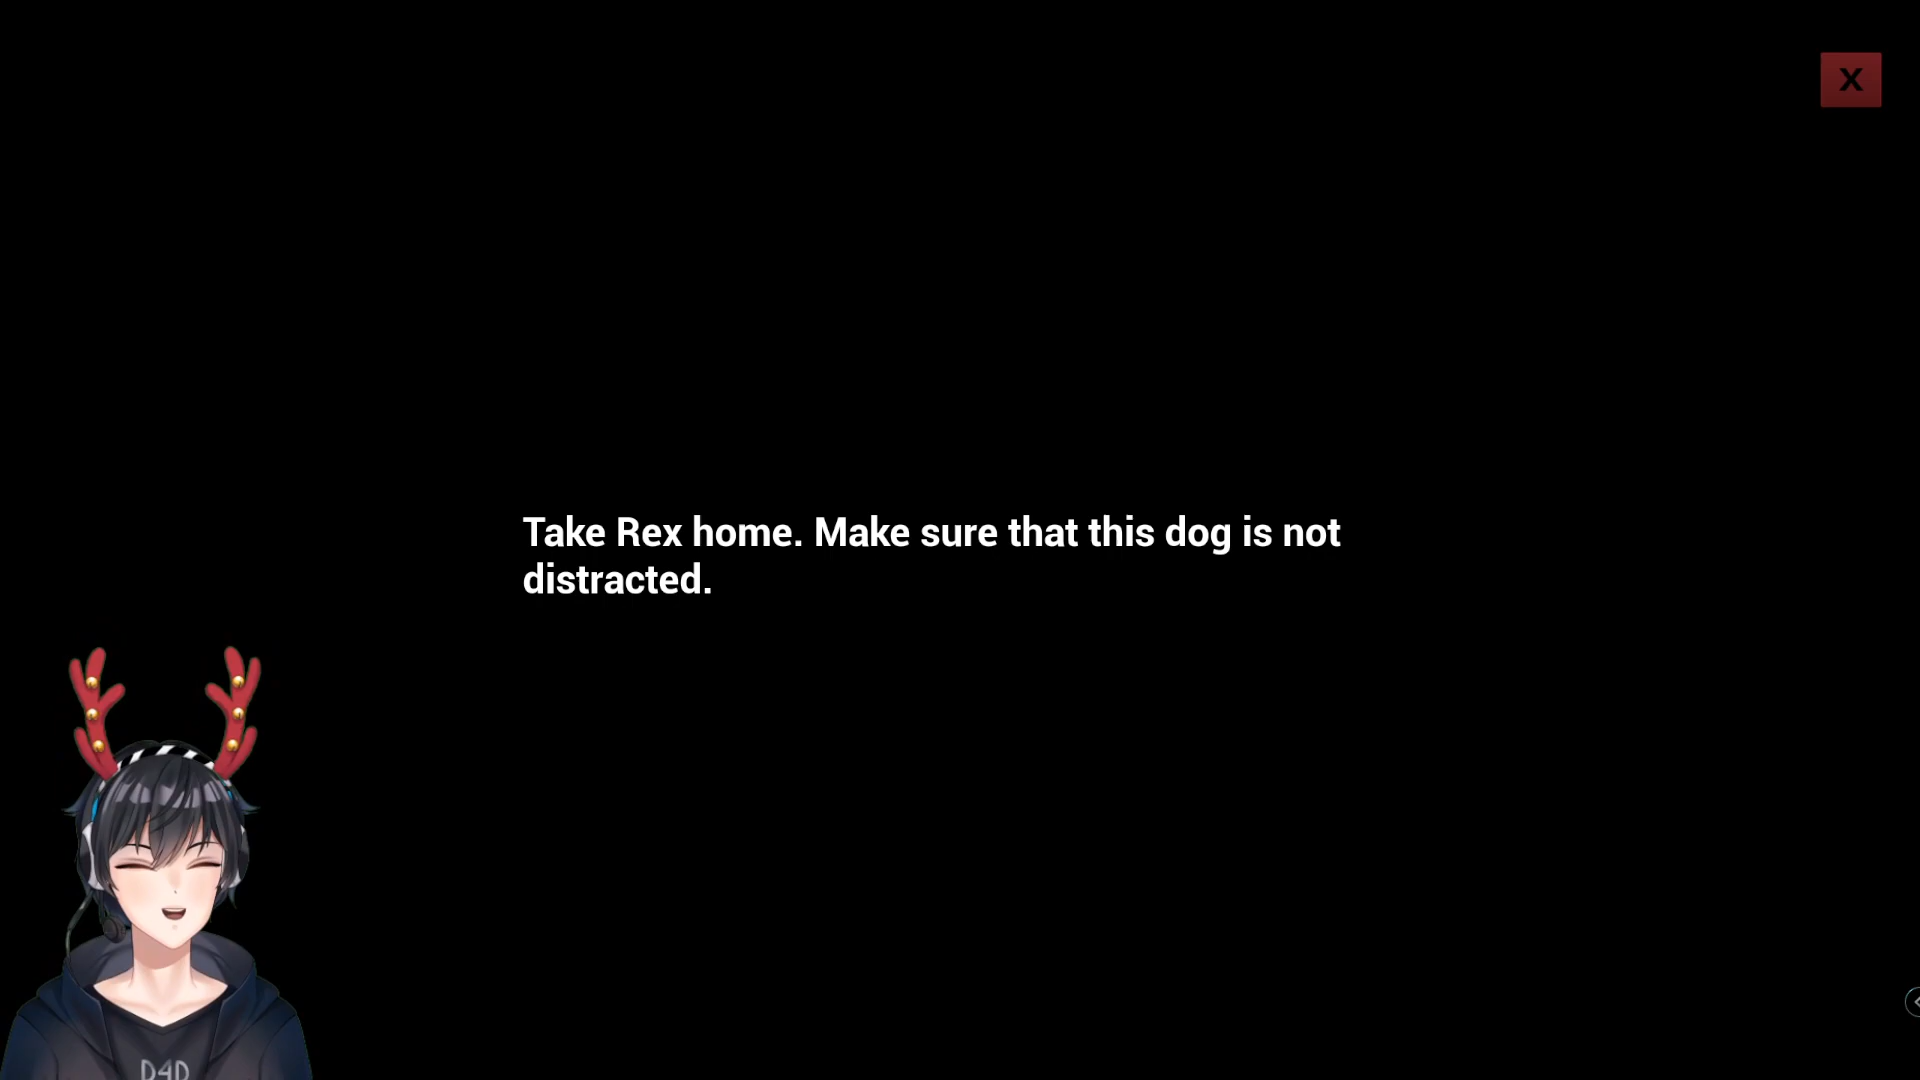 X
Take Rex home. Make sure that this dog is not
distracted.
D4D